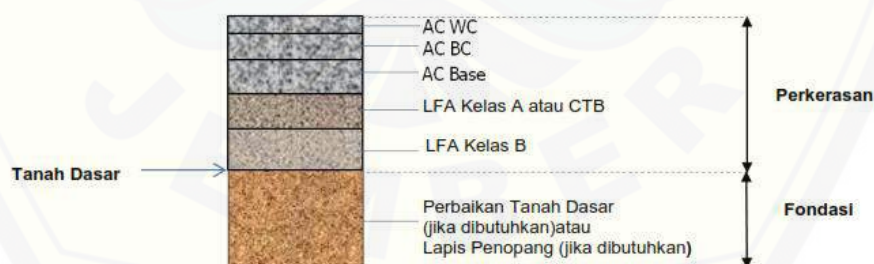 AC WC
AC BC
AC Base
LFA Kelas A atau CTB
LFA Kelas B
Perkerasan
Tanah Dasar
Perbaikan Tanah Dasar
(jika dibutuhkan)atau
Lapis Penopang (jika dibutuhkan)
Fondasi
JEMBER